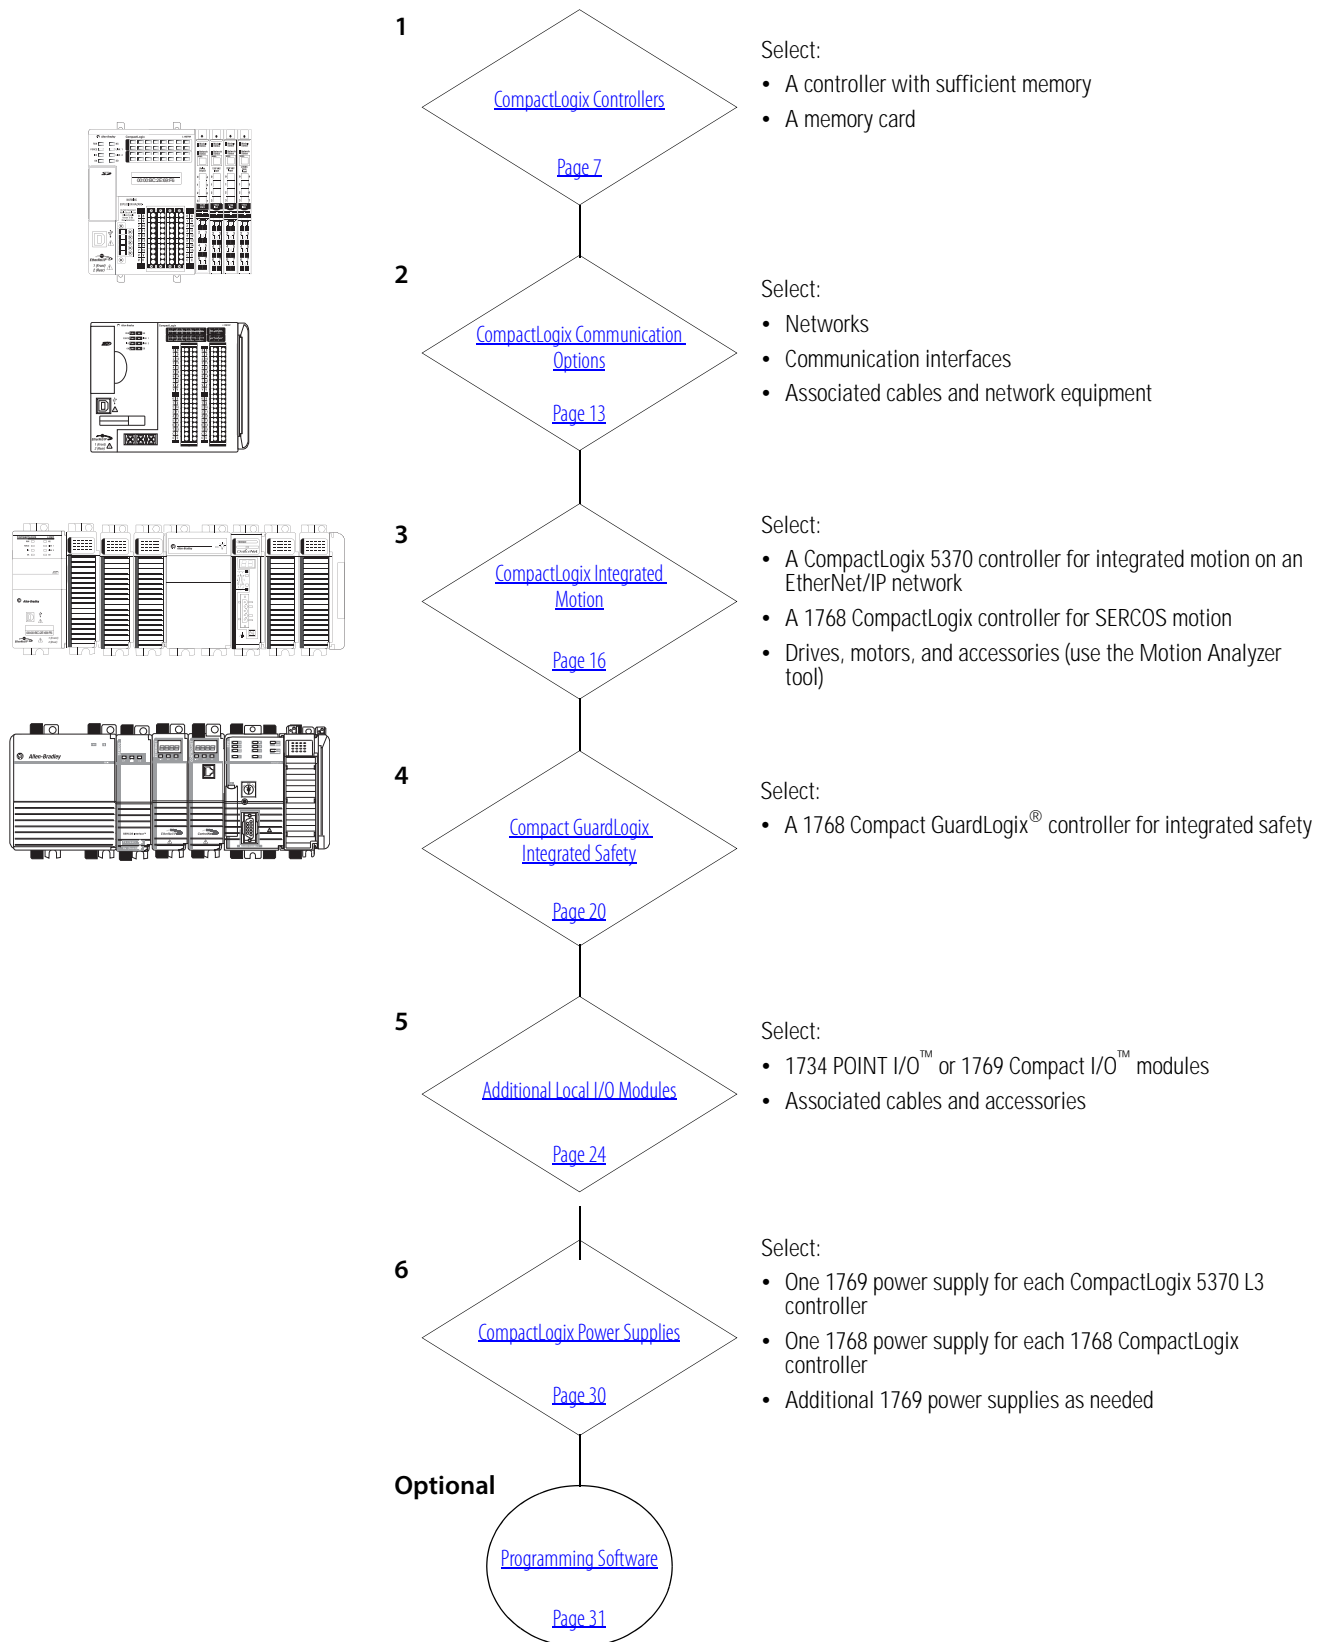 1
CompactLogix Controllers
Page 7
Select:
• A controller with sufficient memory
• A memory card
2
CompactLogix Communication
Options
Page 13
Select:
• Networks
• Communication interfaces
• Associated cables and network equipment
3
CompactLogix Integrated
Motion
Page 16
Select:
• A CompactLogix 5370 controller for integrated motion on an
EtherNet/IP network
• A 1768 CompactLogix controller for SERCOS motion
• Drives, motors, and accessories (use the Motion Analyzer
tool)
Allen-Bradley
4
Compact GuardLogix
Integrated Safety
Page 20
Select:
• A 1768 Compact GuardLogix® controller for integrated safety
5
Additional Local I/O Modules
Page 24
Select:
• 1734 POINT I/O™ or 1769 Compact I/O™ modules
• Associated cables and accessories
6
CompactLogix Power Supplies
Page 30
Select:
• One 1769 power supply for each CompactLogix 5370 L3
controller
• One 1768 power supply for each 1768 CompactLogix
controller
• Additional 1769 power supplies as needed
Optional
Programming Software
Page 31